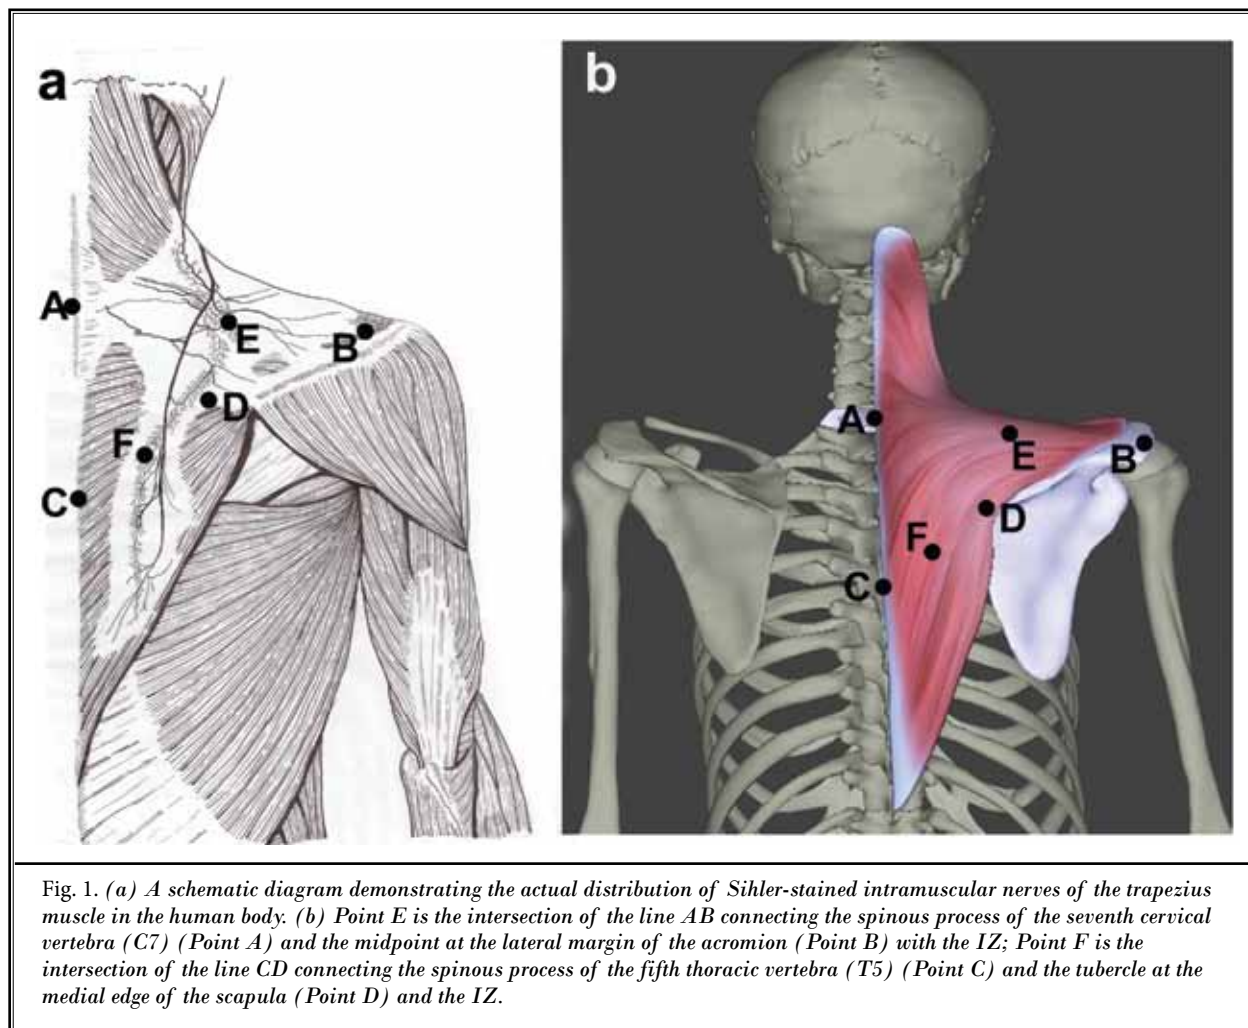 a
b
A
E
B
D
F
C
A
E
B
D
F
C
Fig. 1. (a) A schematic diagram demonstrating the actual distribution of Sihler-stained intramuscular nerves of the trapezius
muscle in the human body. (b) Point E is the intersection of the line AB connecting the spinous process of the seventh cervical
vertebra (C7) (Point A) and the midpoint at the lateral margin of the acromion (Point B) with the IZ; Point F is the
intersection of the line CD connecting the spinous process of the fifth thoracic vertebra (T5) (Point C) and the tubercle at the
medial edge of the scapula (Point D) and the IZ.